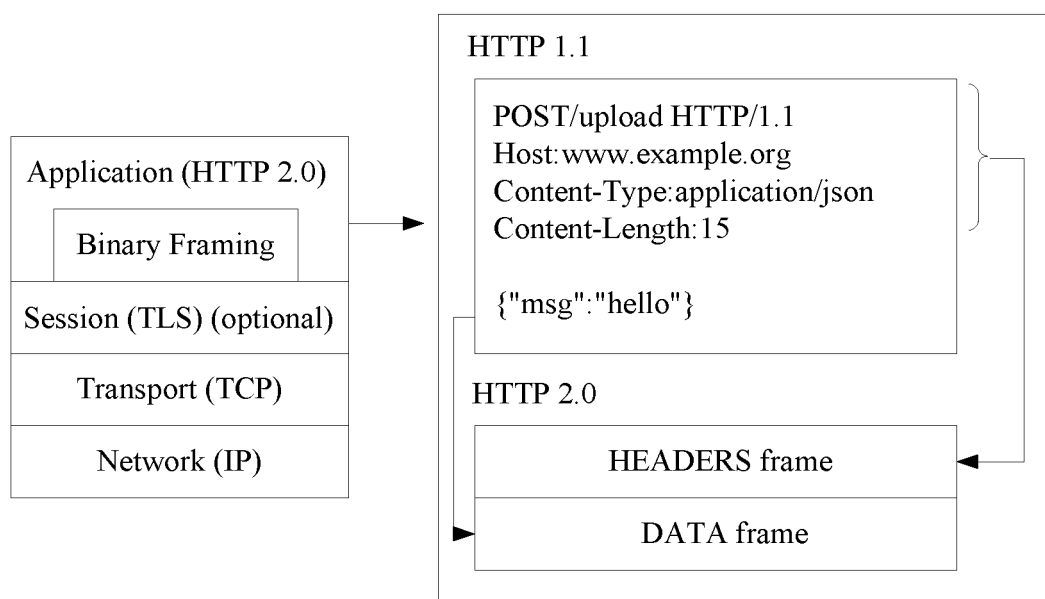 Application (HTTP 2.0)
Binary Framing
Session (TLS) (optional)
Transport (TCP)
Network (IP)
HTTP 1.1
POST/upload HTTP/1.1
Host:www.example.org
Content-Type:application/json
Content-Length:15
{"msg":"hello"}
HTTP 2.0
HEADERS frame
DATA frame